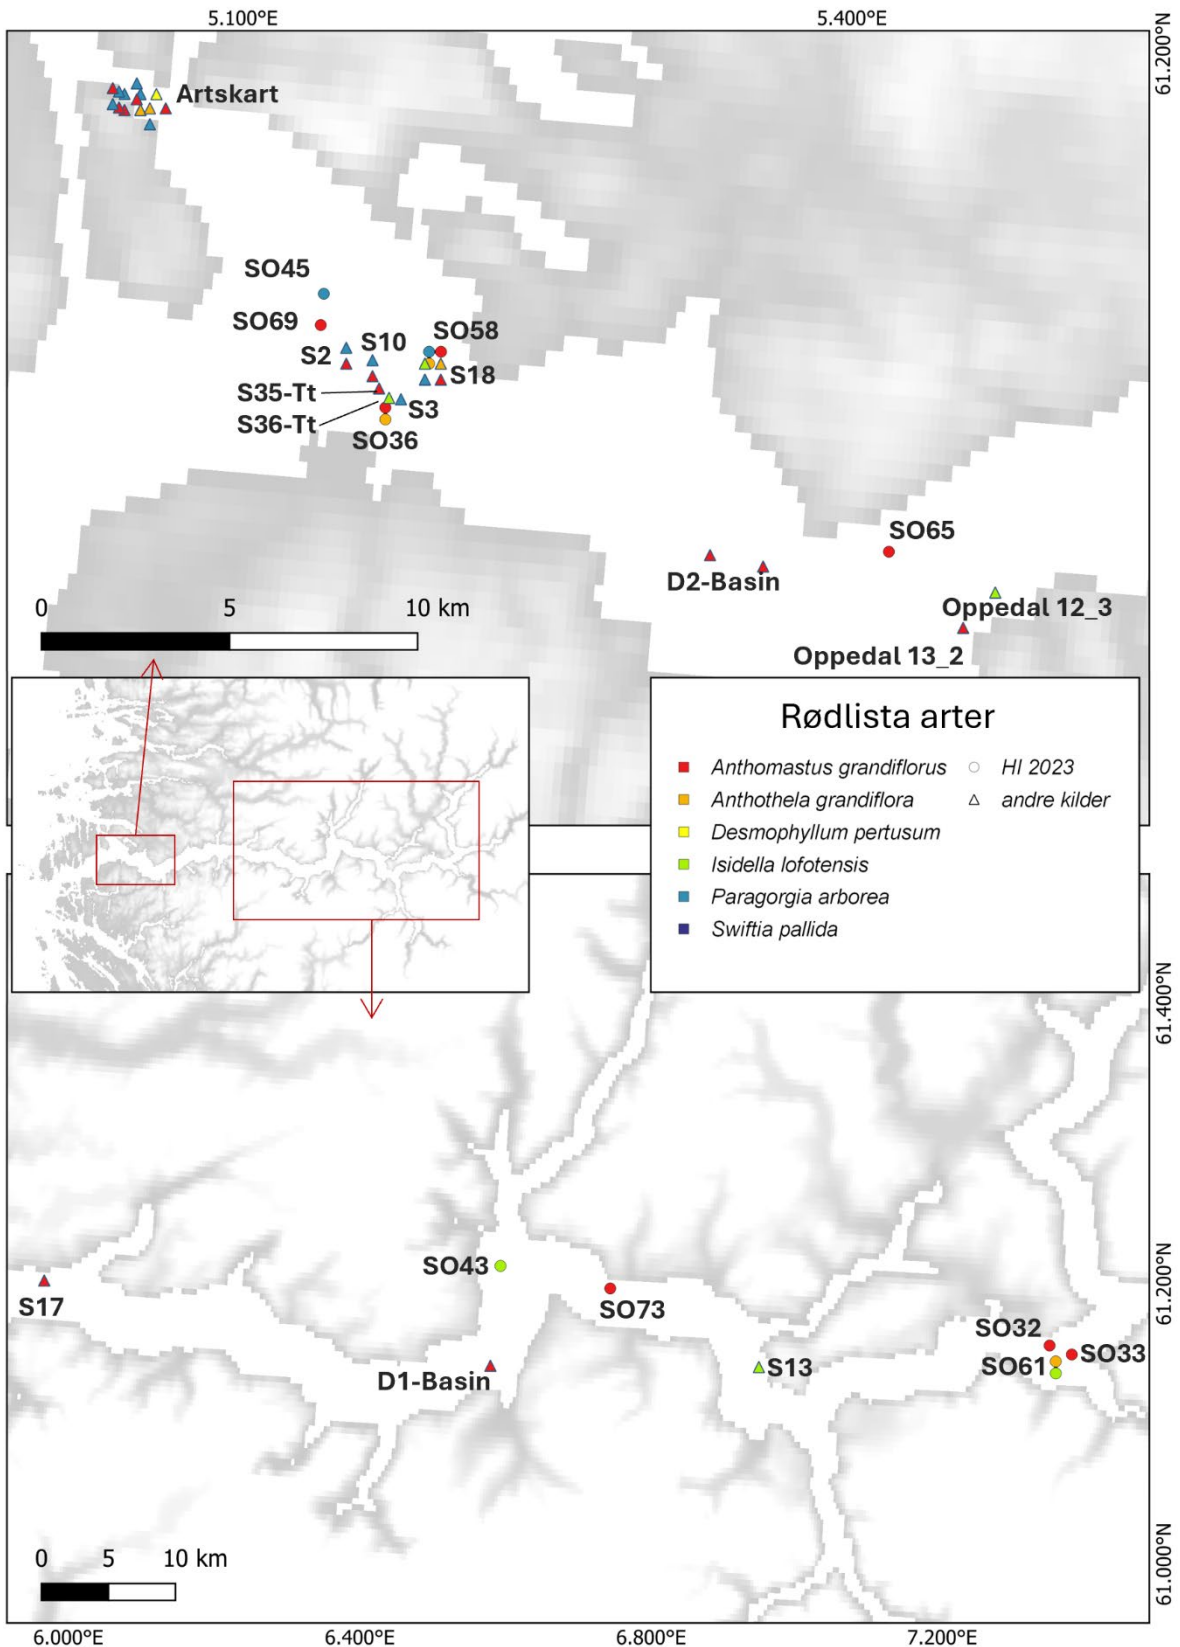 5.100°E
5.400°E
61.200°N
Artskart
SO45
SO69
S10
SO58
S2
S18
S35-Tt
S3
S36-Tt
SO36
SO65
D2-Basin
Oppedal 12_3
Oppedal 13_2
0 5 10 km
Rødlista arter
Anthomastus grandiflorus
Anthothela grandiflora
Desmophyllum pertusum
Isidella lofotensis
Paragorgia arborea
Swiftia pallida
HI 2023
andre kilder
61.400°N
SO43
61.200°N
S17
SO73
SO32
SO33
SO61
S13
D1-Basin
61.000°N
0 5 10 km
6.000°E
6.400°E
6.800°E
7.200°E